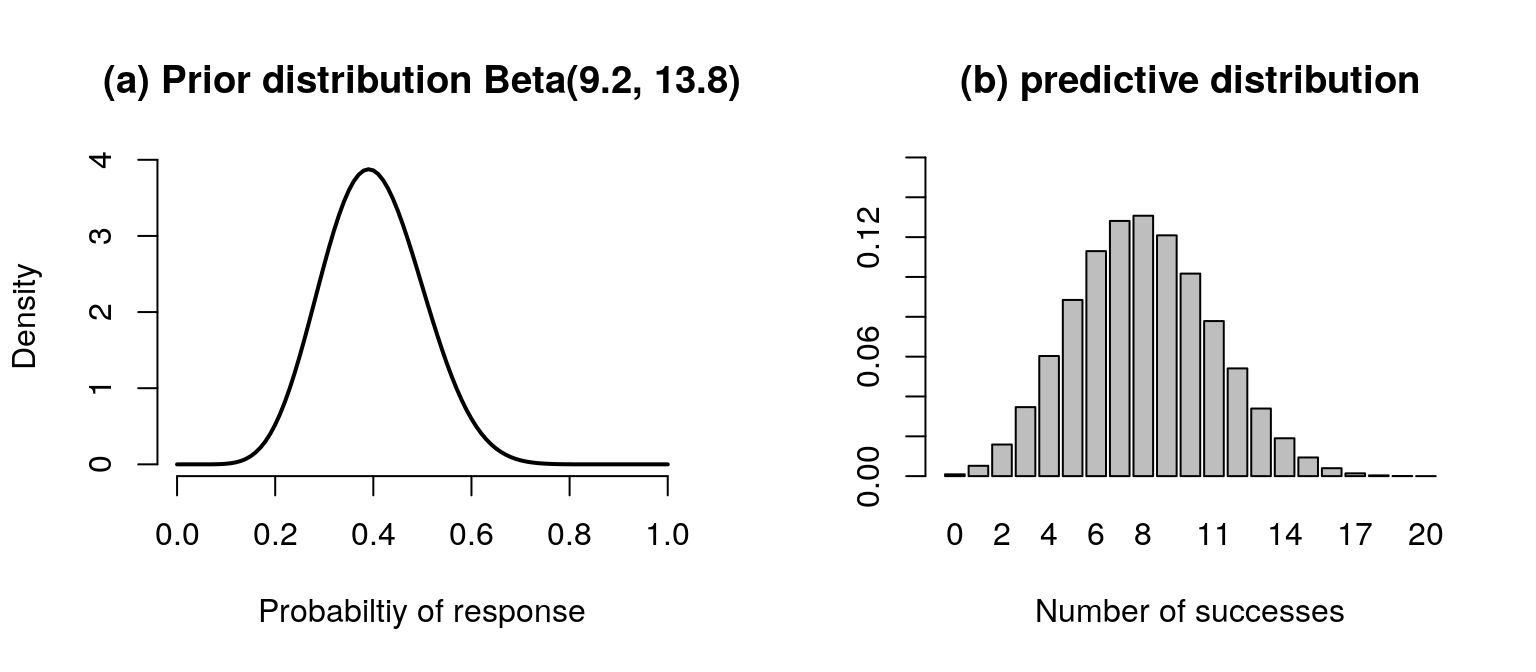 (a) Prior distribution Beta(9.2, 13.8)
Density
4
3
2
1
0
0.0 0.2 0.4 0.6 0.8 1.0
Probabiltiy of response
(b) predictive distribution
0.12
0.06
0.00
0 2 4 6 8 11 14 17 20
Number of successes